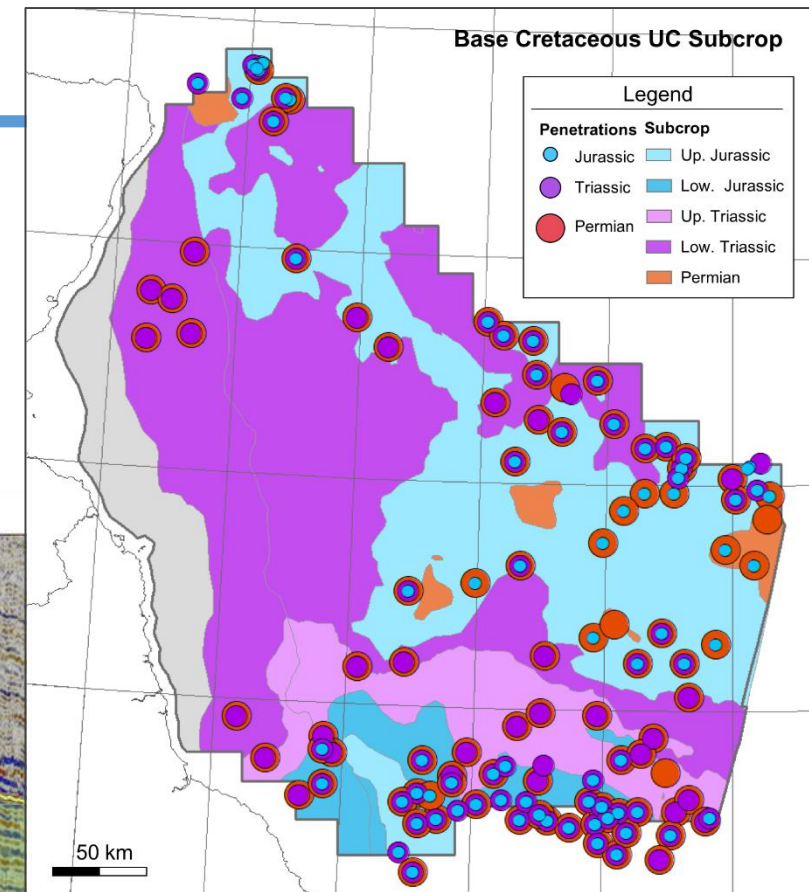 Base Cretaceous UC Subcrop
Legend
Penetrations Subcrop
Jurassic Up. Jurassic
Triassic Low. Jurassic
Permian Up. Triassic
Low. Triassic
Permian
50 km